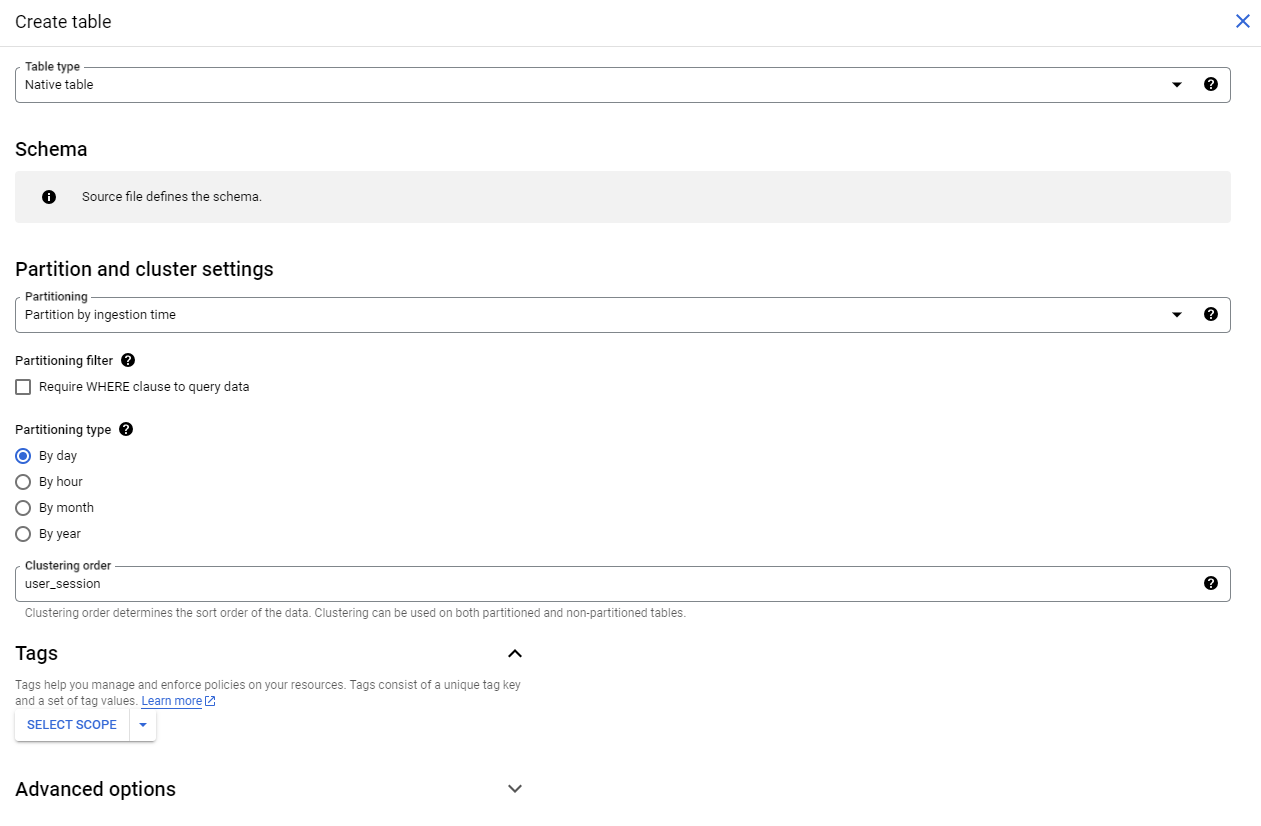 Create table
Table type
Native table
Schema
Source file defines the schema.
Partition and cluster settings
Partitioning
Partition by ingestion time
Partitioning filter
Require WHERE clause to query data
Partitioning type
By day
By hour
By month
By year
Clustering order
user_session
Clustering order determines the sort order of the data. Clustering can be used on both partitioned and non-partitioned tables.
Tags
Tags help you manage and enforce policies on your resources. Tags consist of a unique tag key
and a set of tag values. Learn more
SELECT SCOPE
Advanced options